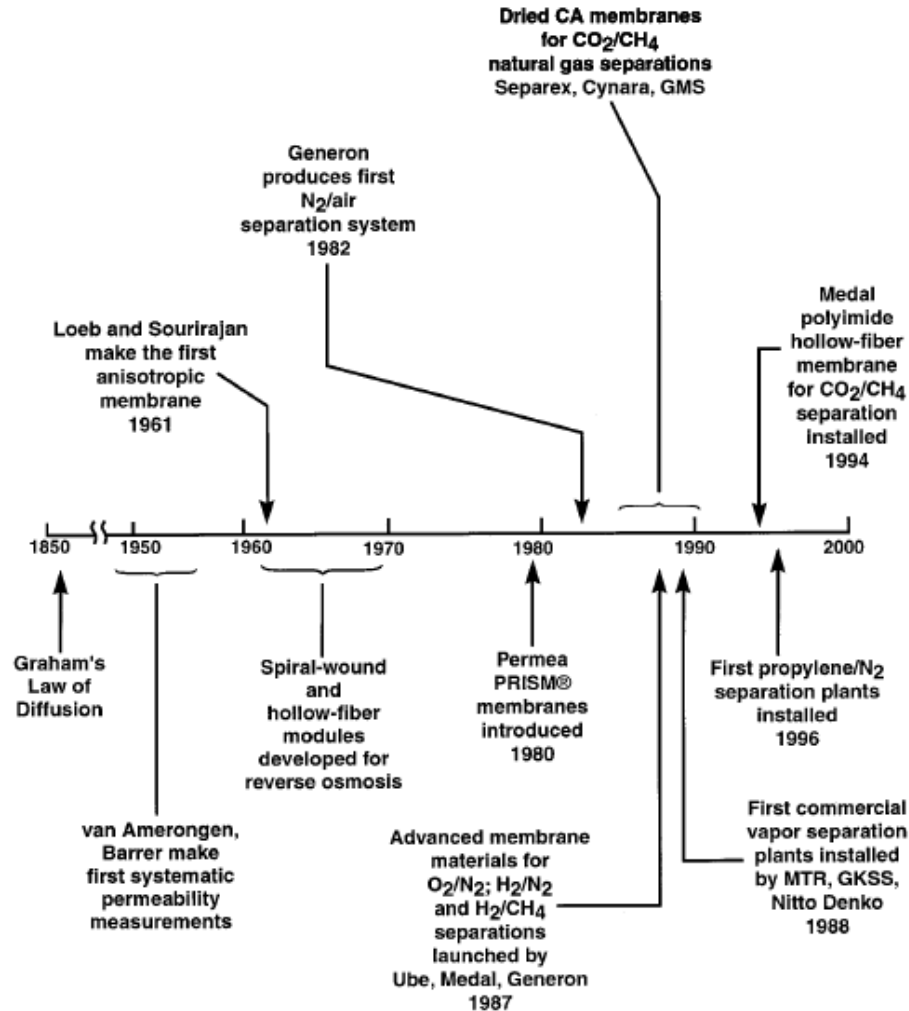 Dried CA membranes
for CO2/CH4
natural gas separations
Separex, Cynara, GMS
Generon
produces first
N2/air
separation system
1982
Loeb and Sourirajan
make the first
anisotropic
membrane
1961
Medal
polyimide
hollow-fiber
membrane
for CO2/CH4
separation
installed
1994
1850 1950 1960 1970 1980 1990 2000
Graham's
Law of
Diffusion
van Amerongen,
Barrer make
first systematic
permeability
measurements
Spiral-wound
and
hollow-fiber
modules
developed for
reverse osmosis
Permea
PRISM®
membranes
introduced
1980
Advanced membrane
materials for
O2/N2; H2/N2
and H2/CH4
separations
launched by
Ube, Medal, Generon
1987
First propylene/N2
separation plants
installed
1996
First commercial
vapor separation
plants installed
by MTR, GKSS,
Nitto Denko
1988